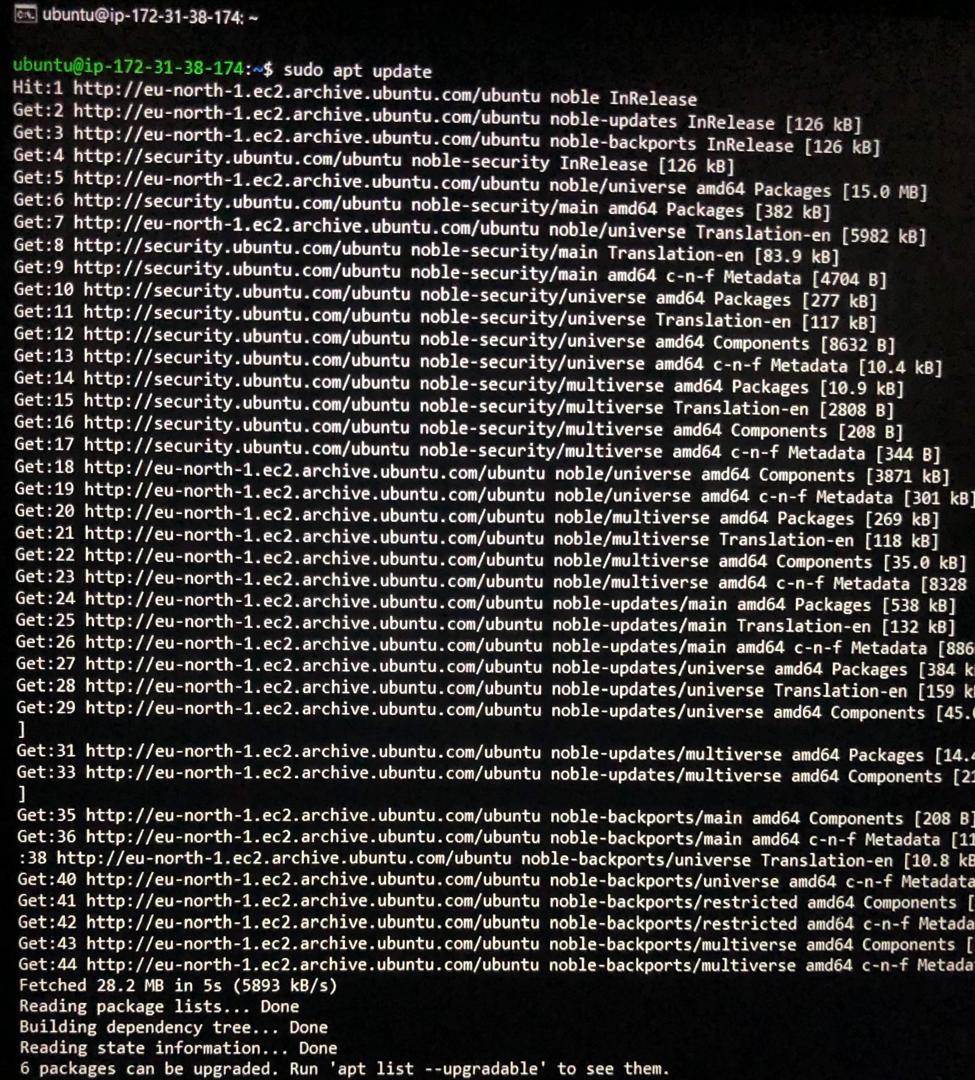 ubuntu@ip-172-31-38-174: ~
ubuntu@ip-172-31-38-174:~$ sudo apt update
Hit:1 http://eu-north-1.ec2.archive.ubuntu.com/ubuntu noble InRelease
Get:2 http://eu-north-1.ec2.archive.ubuntu.com/ubuntu noble-updates InRelease [126 kB]
Get:3 http://eu-north-1.ec2.archive.ubuntu.com/ubuntu noble-backports InRelease [126 kB]
Get:4 http://security.ubuntu.com/ubuntu noble-security InRelease [126 kB]
Get:5 http://eu-north-1.ec2.archive.ubuntu.com/ubuntu noble/universe amd64 Packages [15.0 MB]
Get:6 http://security.ubuntu.com/ubuntu noble-security/main amd64 Packages [382 kB]
Get:7 http://eu-north-1.ec2.archive.ubuntu.com/ubuntu noble/universe Translation-en [5982 kB]
Get:8 http://security.ubuntu.com/ubuntu noble-security/main Translation-en [83.9 kB]
Get:9 http://security.ubuntu.com/ubuntu noble-security/main amd64 c-n-f Metadata [4704 B]
Get:10 http://security.ubuntu.com/ubuntu noble-security/universe amd64 Packages [277 kB]
Get:11 http://security.ubuntu.com/ubuntu noble-security/universe Translation-en [117 kB]
Get:12 http://security.ubuntu.com/ubuntu noble-security/universe amd64 Components [8632 B]
Get:13 http://security.ubuntu.com/ubuntu noble-security/universe amd64 c-n-f Metadata [10.4 kB]
Get:14 http://security.ubuntu.com/ubuntu noble-security/multiverse amd64 Packages [10.9 kB]
Get:15 http://security.ubuntu.com/ubuntu noble-security/multiverse Translation-en [2808 B]
Get:16 http://security.ubuntu.com/ubuntu noble-security/multiverse amd64 Components [208 B]
Get:17 http://security.ubuntu.com/ubuntu noble-security/multiverse amd64 c-n-f Metadata [344 B]
Get:18 http://eu-north-1.ec2.archive.ubuntu.com/ubuntu noble/universe amd64 Components [3871 kB]
Get:19 http://eu-north-1.ec2.archive.ubuntu.com/ubuntu noble/universe amd64 c-n-f Metadata [301 kB]
Get:20 http://eu-north-1.ec2.archive.ubuntu.com/ubuntu noble/multiverse amd64 Packages [269 kB]
Get:21 http://eu-north-1.ec2.archive.ubuntu.com/ubuntu noble/multiverse Translation-en [118 kB]
Get:22 http://eu-north-1.ec2.archive.ubuntu.com/ubuntu noble/multiverse amd64 Components [35.0 kB]
Get:23 http://eu-north-1.ec2.archive.ubuntu.com/ubuntu noble/multiverse amd64 c-n-f Metadata [8328
Get:24 http://eu-north-1.ec2.archive.ubuntu.com/ubuntu noble-updates/main amd64 Packages [538 kB]
Get:25 http://eu-north-1.ec2.archive.ubuntu.com/ubuntu noble-updates/main Translation-en [132 kB]
Get:26 http://eu-north-1.ec2.archive.ubuntu.com/ubuntu noble-updates/main amd64 c-n-f Metadata [886
Get:27 http://eu-north-1.ec2.archive.ubuntu.com/ubuntu noble-updates/universe amd64 Packages [384 k
Get:28 http://eu-north-1.ec2.archive.ubuntu.com/ubuntu noble-updates/universe Translation-en [159 k
Get:29 http://eu-north-1.ec2.archive.ubuntu.com/ubuntu noble-updates/universe amd64 Components [45.
]
Get:31 http://eu-north-1.ec2.archive.ubuntu.com/ubuntu noble-updates/multiverse amd64 Packages [14.4
Get:33 http://eu-north-1.ec2.archive.ubuntu.com/ubuntu noble-updates/multiverse amd64 Components [21
]
Get:35 http://eu-north-1.ec2.archive.ubuntu.com/ubuntu noble-backports/main amd64 Components [208 B]
Get:36 http://eu-north-1.ec2.archive.ubuntu.com/ubuntu noble-backports/main amd64 c-n-f Metadata [11
:38 http://eu-north-1.ec2.archive.ubuntu.com/ubuntu noble-backports/universe Translation-en [10.8 kB
Get:40 http://eu-north-1.ec2.archive.ubuntu.com/ubuntu noble-backports/universe amd64 c-n-f Metadata
Get:41 http://eu-north-1.ec2.archive.ubuntu.com/ubuntu noble-backports/restricted amd64 Components [
Get:42 http://eu-north-1.ec2.archive.ubuntu.com/ubuntu noble-backports/restricted amd64 c-n-f Metada
Get:43 http://eu-north-1.ec2.archive.ubuntu.com/ubuntu noble-backports/multiverse amd64 Components [
Get:44 http://eu-north-1.ec2.archive.ubuntu.com/ubuntu noble-backports/multiverse amd64 c-n-f Metada
Fetched 28.2 MB in 5s (5893 kB/s)
Reading package lists... Done
Building dependency tree... Done
Reading state information... Done
6 packages can be upgraded. Run 'apt list --upgradable' to see them.